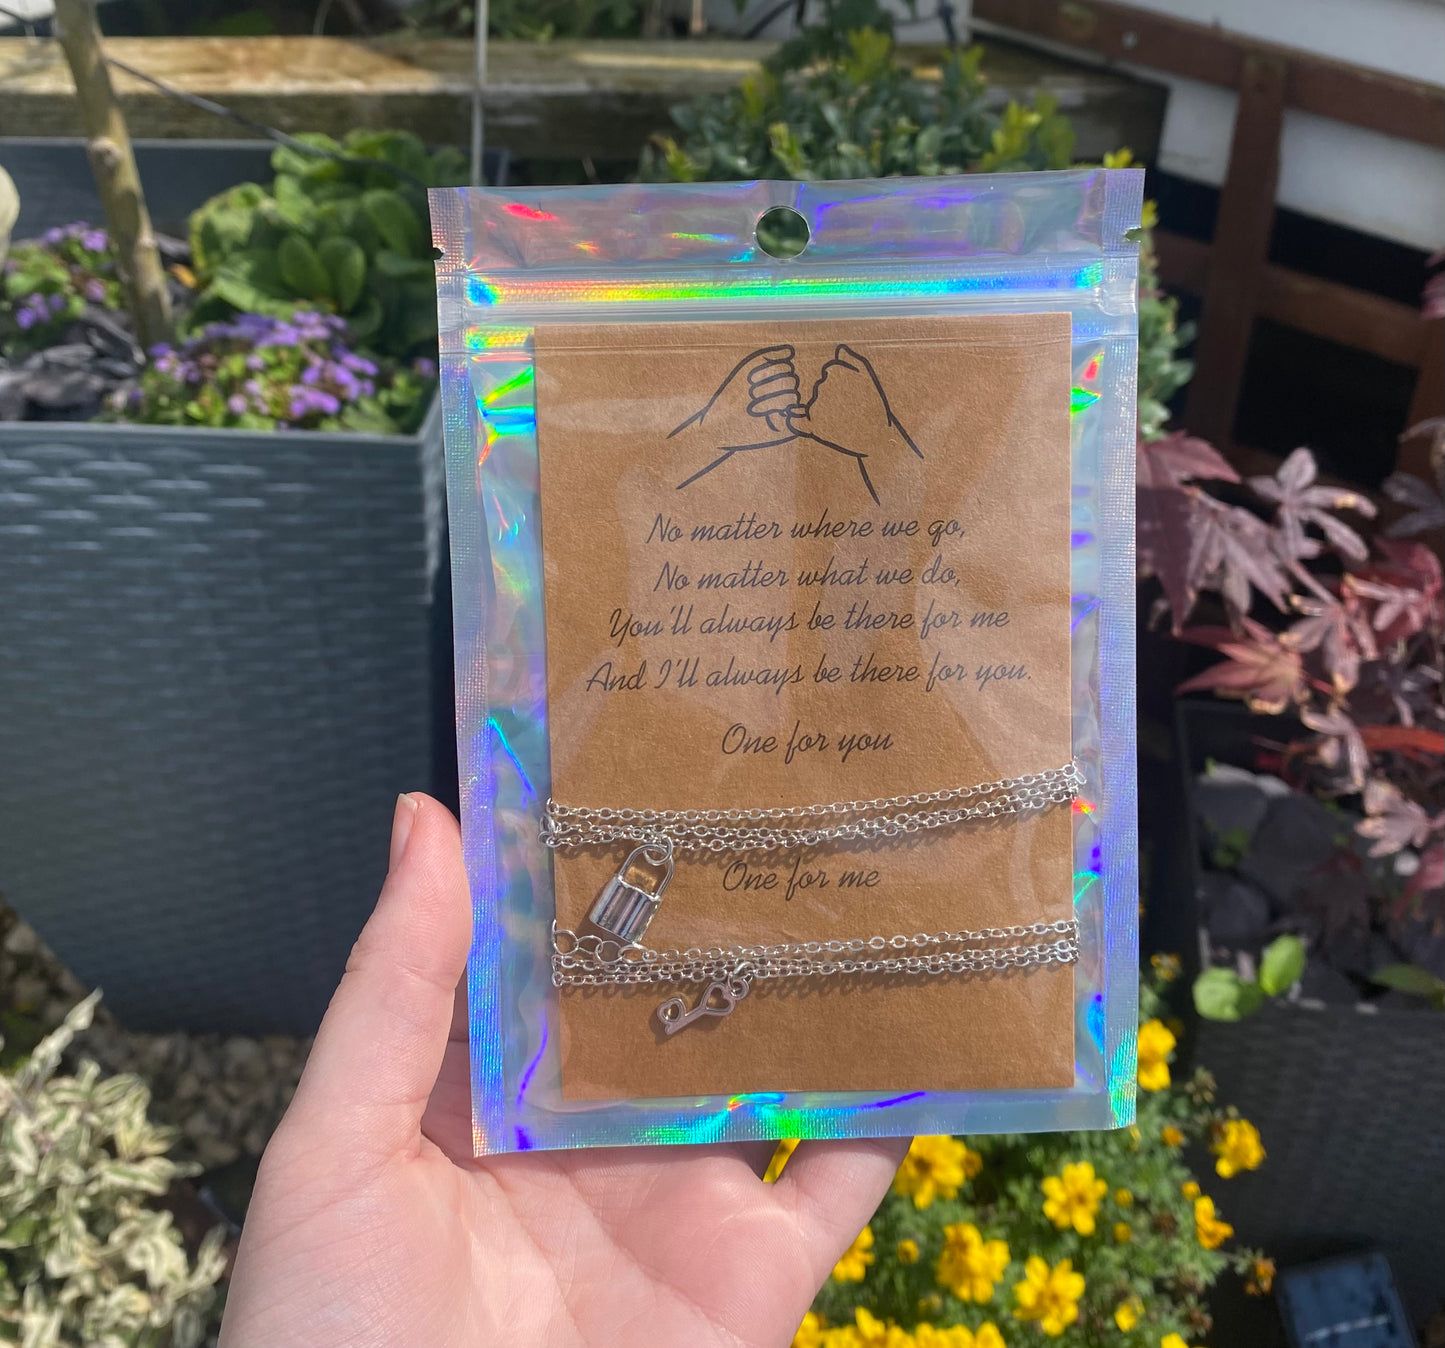 No matter where we go,
No matter what we do,
You'll always be there for me
And I'll always be there for you.
One for you
One for me